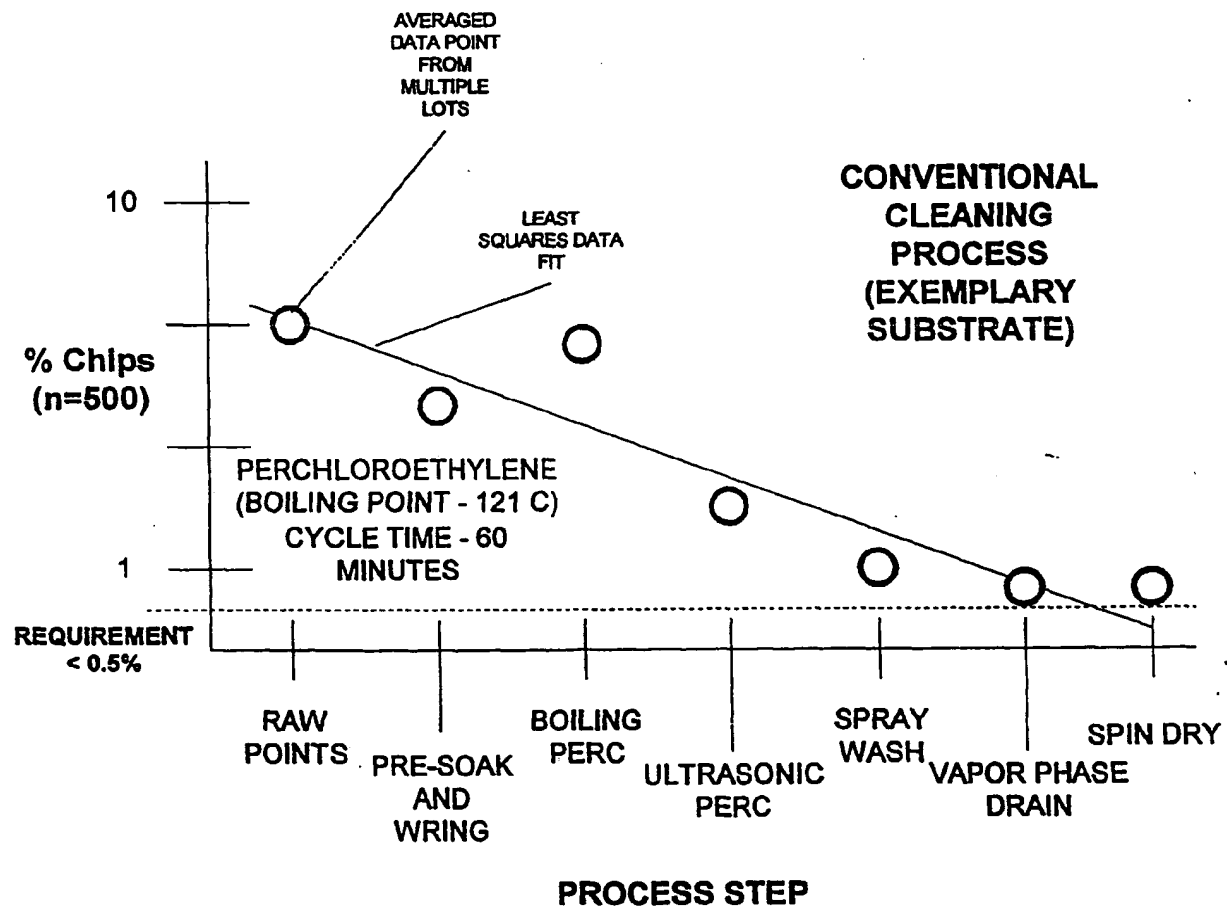 AVERAGED
DATA POINT
FROM
MULTIPLE
LOTS
CONVENTIONAL
CLEANING
PROCESS
(EXEMPLARY
SUBSTRATE)
LEAST
SQUARES DATA
FIT
10
% Chips
(n=500)
PERCHLOROETHYLENE
(BOILING POINT - 121 C)
CYCLE TIME - 60
MINUTES
1
REQUIREMENT
< 0.5%
RAW
POINTS
PRE-SOAK
AND
WRING
BOILING
PERC
ULTRASONIC
PERC
SPRAY
WASH
VAPOR PHASE
DRAIN
SPIN DRY
PROCESS STEP